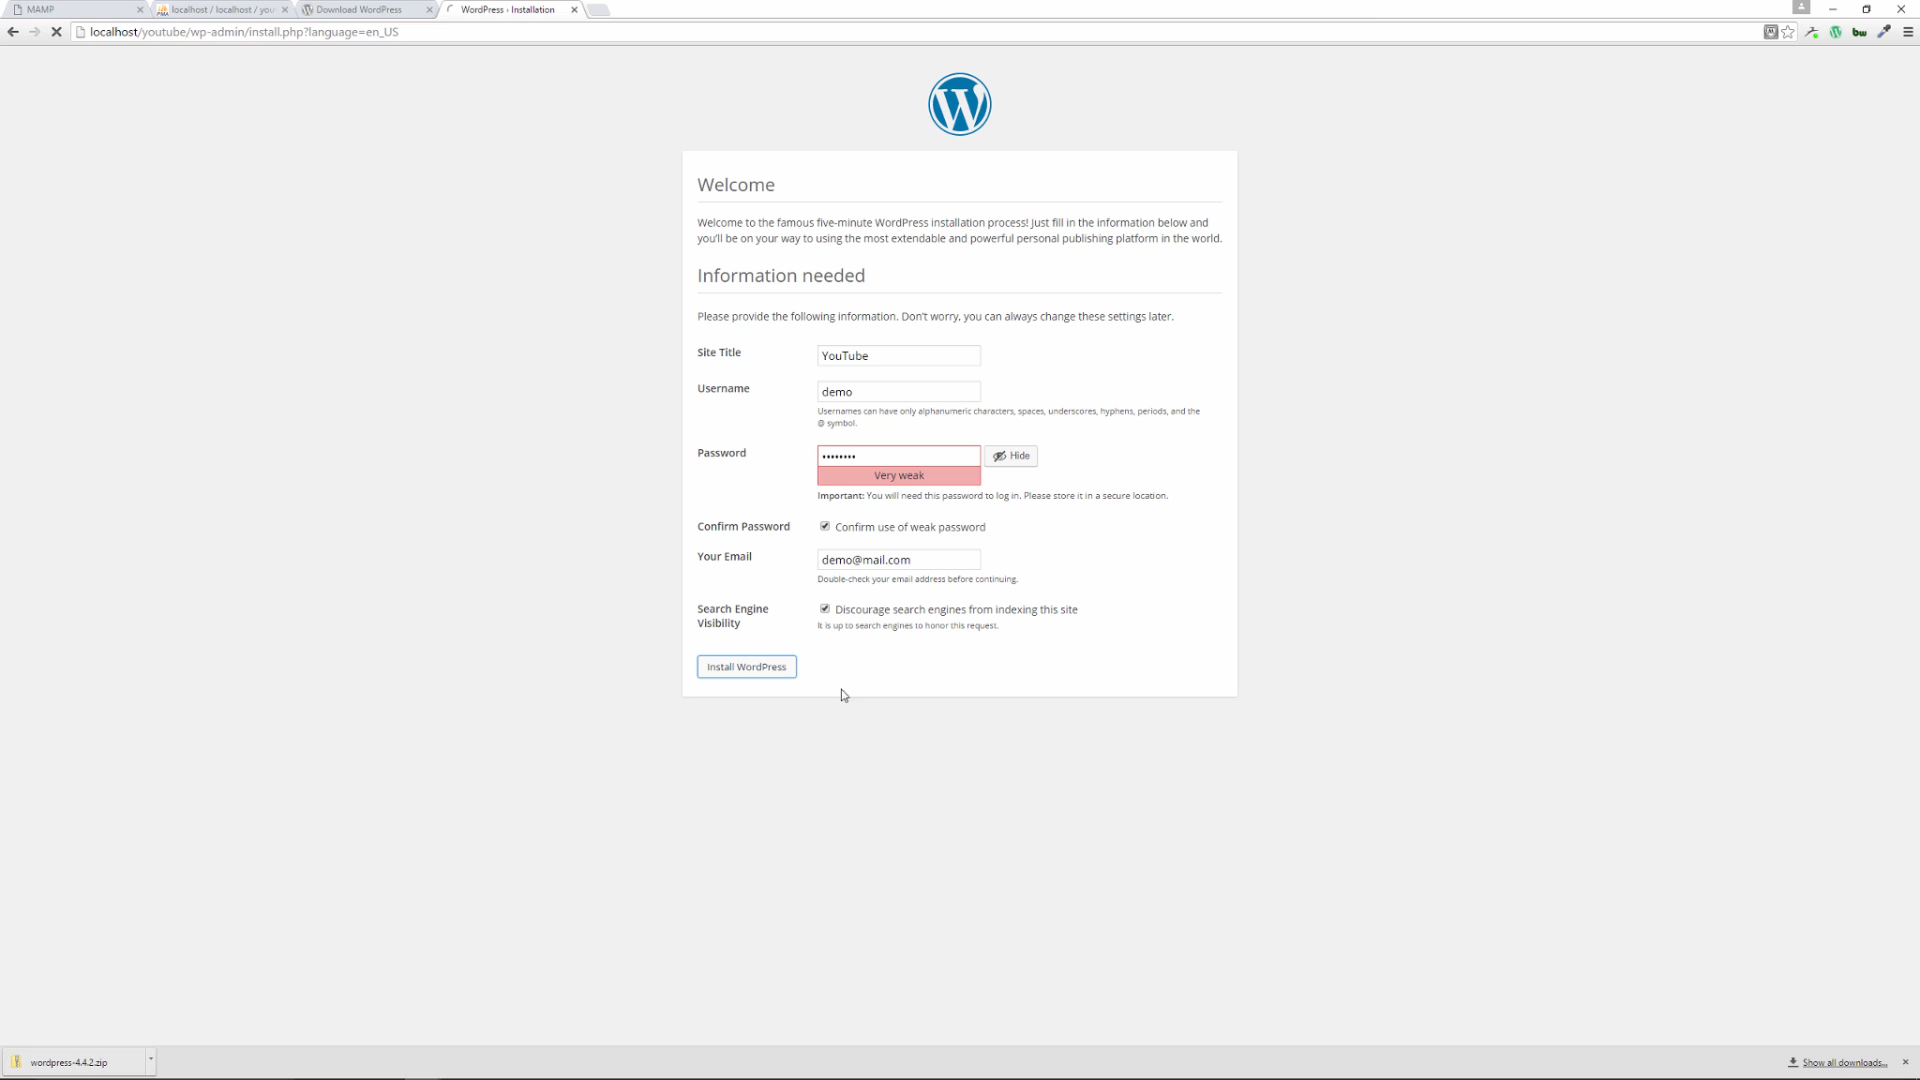 MAMP
localhost / localhost / you
Download WordPress
WordPress › Installation
localhost/youtube/wp-admin/install.php?language=en_US
bw
Welcome
Welcome to the famous five-minute WordPress installation process! Just fill in the information below and
you'll be on your way to using the most extendable and powerful personal publishing platform in the world.
Information needed
Please provide the following information. Don't worry, you can always change these settings later.
Site Title
YouTube
Username
demo
Usernames can have only alphanumeric characters, spaces, underscores, hyphens, periods, and the
@ symbol.
Password
••••••••
Hide
Very weak
Important: You will need this password to log in. Please store it in a secure location.
Confirm Password
Confirm use of weak password
Your Email
demo@mail.com
Double-check your email address before continuing.
Search Engine
Visibility
Discourage search engines from indexing this site
It is up to search engines to honor this request.
Install WordPress
wordpress-4.4.2.zip
Show all downloads...